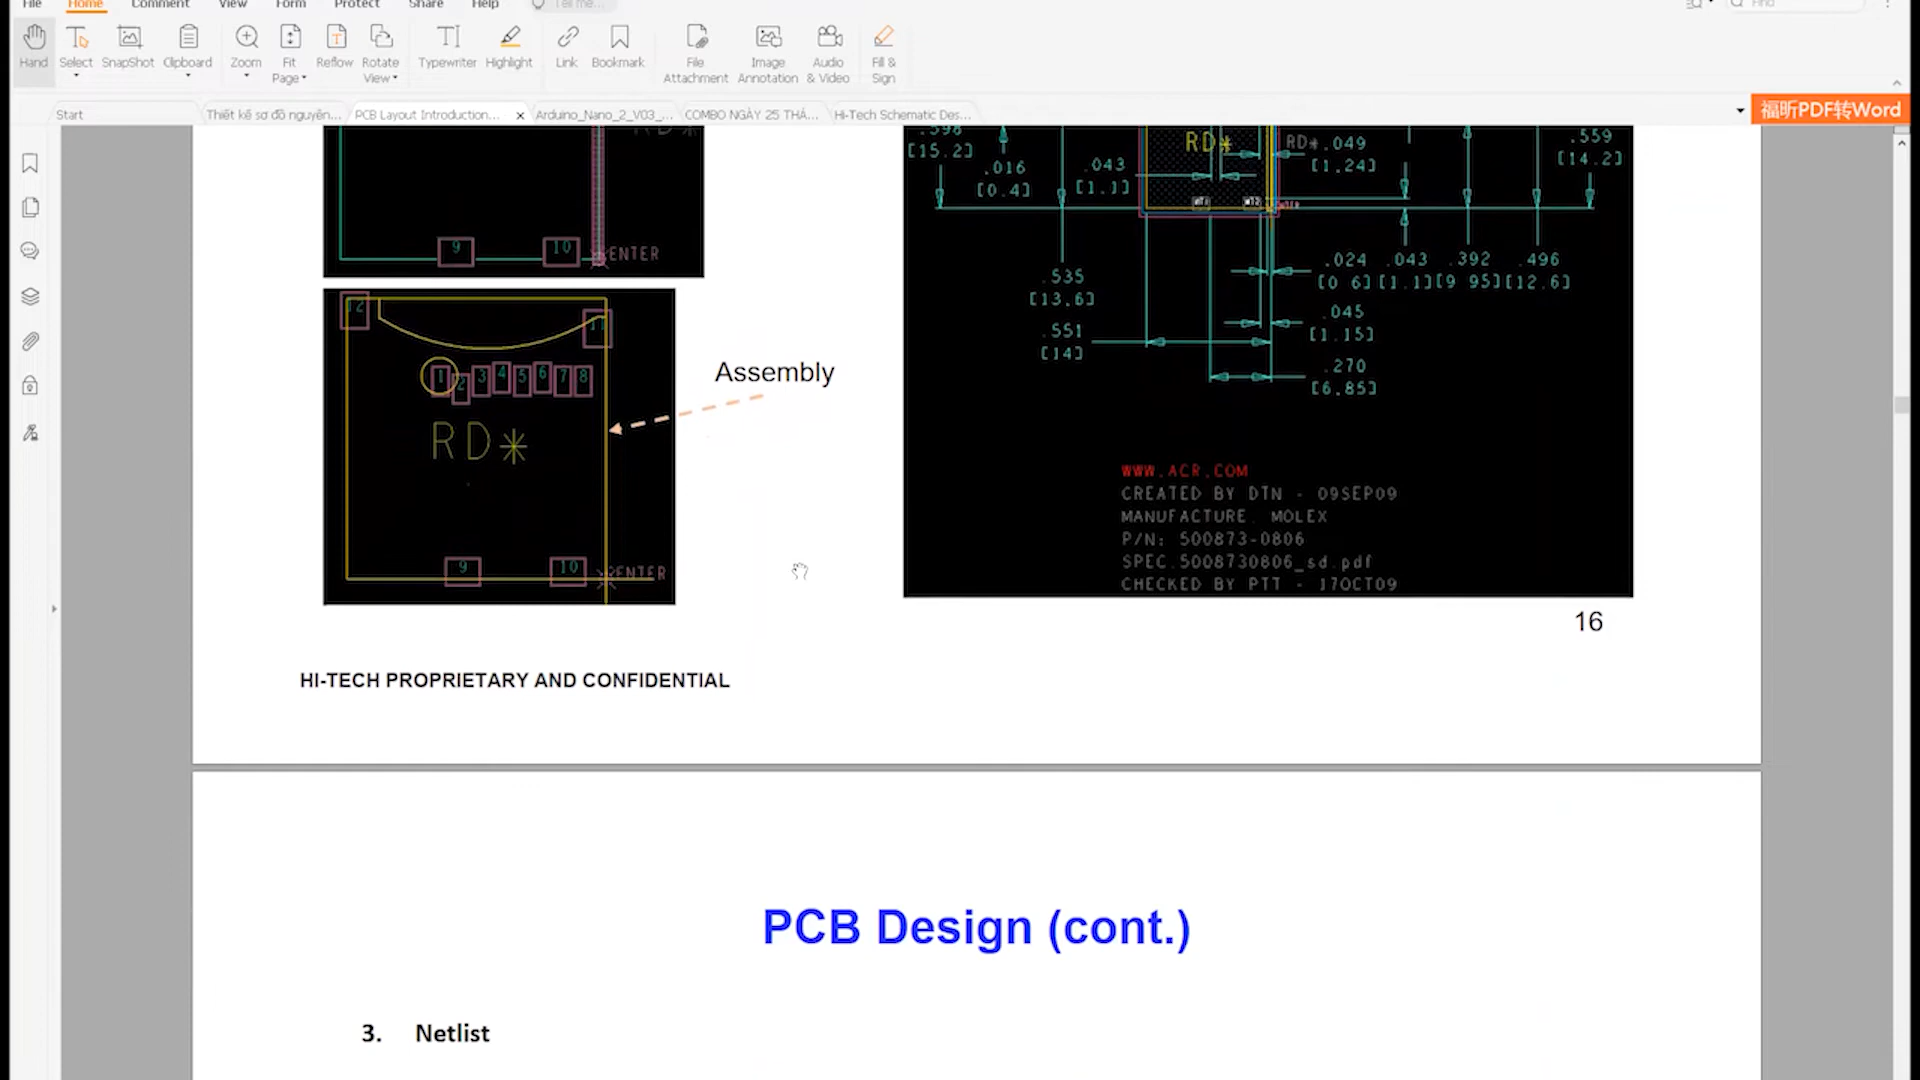 File Home Comment View Form Protect Share Help Tell me... Find
Hand Select SnapShot Clipboard Zoom Fit Page Reflow Rotate View Typewriter Highlight Link Bookmark File Attachment Image Annotation Audio & Video Fill & Sign
Start Thiết kế sơ đồ nguyên... PCB Layout Introduction... Arduino_Nano_2_V03_... COMBO NGÀY 25 THÁ... Hi-Tech Schematic Des...
福昕PDF转Word
RD*
9 10 ENTER
12 11
1 2 3 4 5 6 7 8
RD*
9 10 ENTER
Assembly
.598
[15.2]
.016
[0.4]
.043
[1.1]
RD*
RD*
.049
[1.24]
.559
[14.2]
.535
[13.6]
.551
[14]
.024 .043 .392 .496
[0 6] [1.1] [9 95] [12.6]
.045
[1.15]
.270
[6.85]
WWW.ACR.COM
CREATED BY DTN - 09SEP09
MANUFACTURE. MOLEX
P/N: 500873-0806
SPEC.5008730806_sd.pdf
CHECKED BY PTT - 17OCT09
16
HI-TECH PROPRIETARY AND CONFIDENTIAL
PCB Design (cont.)
3. Netlist